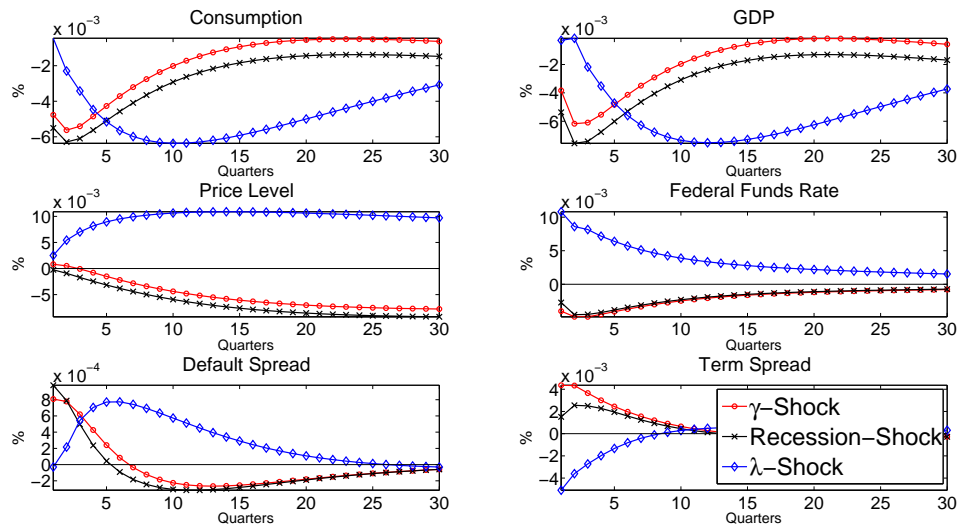 Consumption
x 10⁻³
−2
−4
−6
%
5 10 15 20 25 30
Quarters
GDP
x 10⁻³
−2
−4
−6
%
5 10 15 20 25 30
Quarters
Price Level
x 10⁻³
10
5
0
−5
%
5 10 15 20 25 30
Quarters
Federal Funds Rate
x 10⁻³
10
5
0
%
5 10 15 20 25 30
Quarters
Default Spread
x 10⁻⁴
8
6
4
2
0
−2
%
5 10 15 20 25 30
Quarters
Term Spread
x 10⁻³
4
2
0
−2
−4
%
5 10 15 20 25 30
Quarters
γ−Shock
Recession−Shock
λ−Shock